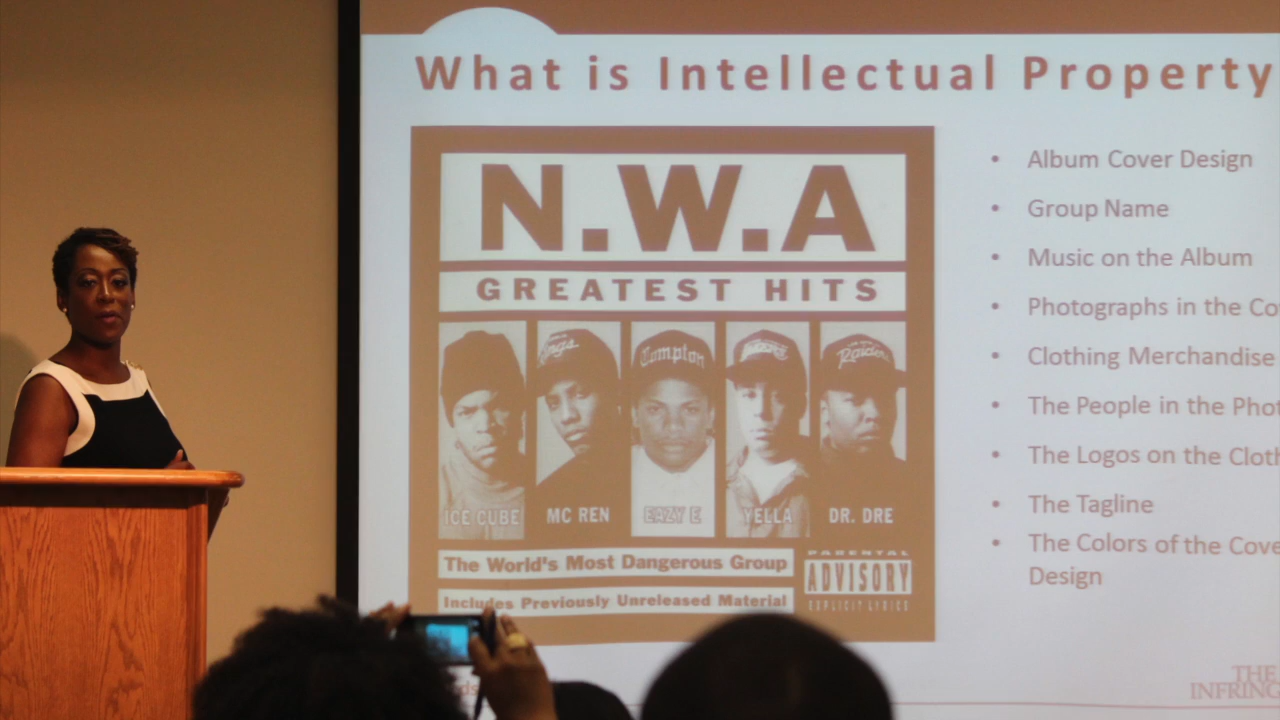 What is Intellectual Property
N.W.A
GREATEST HITS
Kings
Compton
Raiders
ICE CUBE
MC REN
EAZY E
YELLA
DR. DRE
The World's Most Dangerous Group
Includes Previously Unreleased Material
PARENTAL
ADVISORY
EXPLICIT LYRICS
• Album Cover Design
• Group Name
• Music on the Album
• Photographs in the Co
• Clothing Merchandise
• The People in the Phot
• The Logos on the Cloth
• The Tagline
• The Colors of the Cove
Design
THE
INFRING